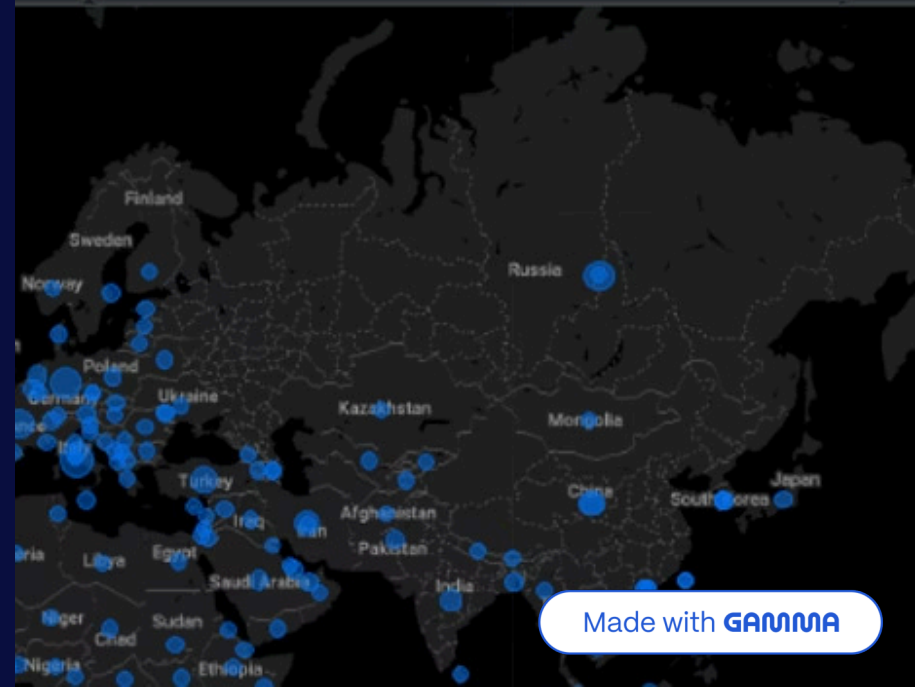 Finland
Sweden
Norway
Russia
Poland
Germany
Ukraine
Kazakhstan
Mongolia
Italy
Turkey
China
Japan
South Korea
Iraq
Iran
Afghanistan
Pakistan
Libya
Egypt
Saudi Arabia
India
Niger
Chad
Sudan
Nigeria
Ethiopia
Made with GAMMA